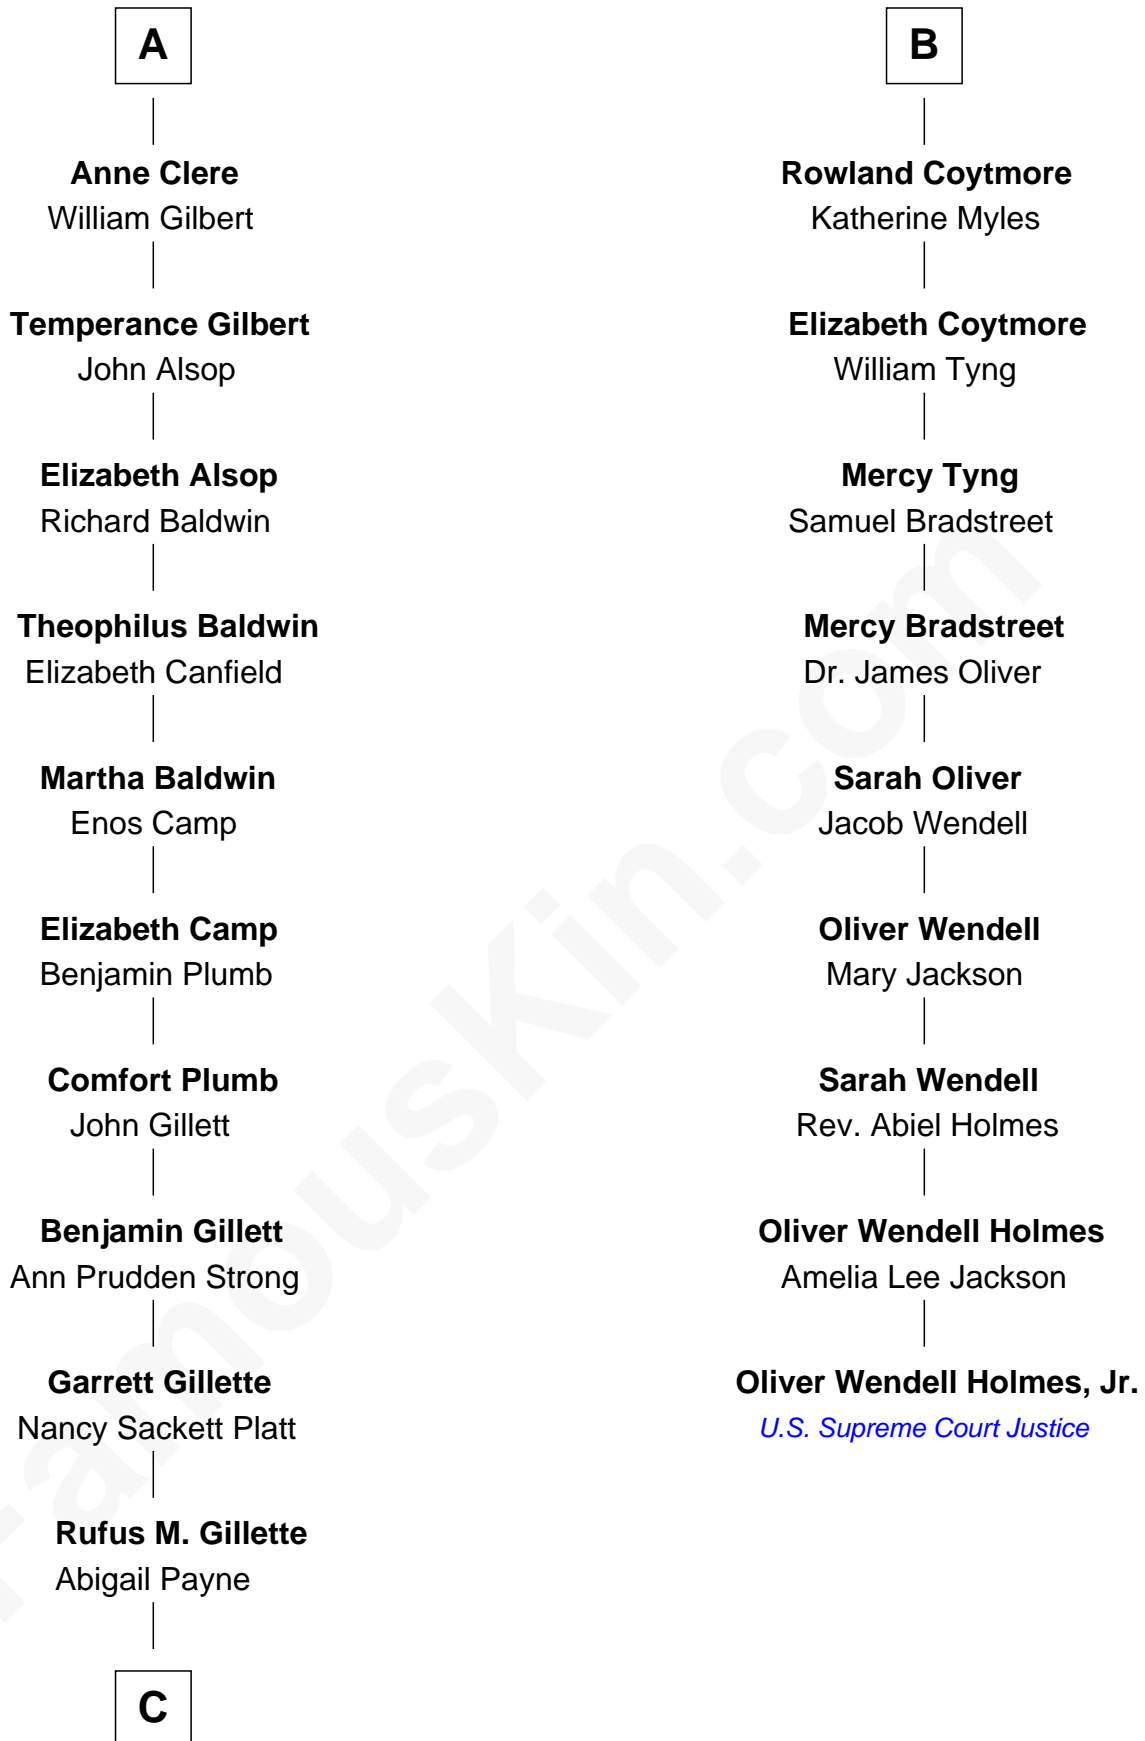 A
Anne Clere
William Gilbert
Temperance Gilbert
John Alsop
Elizabeth Alsop
Richard Baldwin
Theophilus Baldwin
Elizabeth Canfield
Martha Baldwin
Enos Camp
Elizabeth Camp
Benjamin Plumb
Comfort Plumb
John Gillett
Benjamin Gillett
Ann Prudden Strong
Garrett Gillette
Nancy Sackett Platt
Rufus M. Gillette
Abigail Payne
C
B
Rowland Coytmore
Katherine Myles
Elizabeth Coytmore
William Tyng
Mercy Tyng
Samuel Bradstreet
Mercy Bradstreet
Dr. James Oliver
Sarah Oliver
Jacob Wendell
Oliver Wendell
Mary Jackson
Sarah Wendell
Rev. Abiel Holmes
Oliver Wendell Holmes
Amelia Lee Jackson
Oliver Wendell Holmes, Jr.
U.S. Supreme Court Justice
FamousKin.com